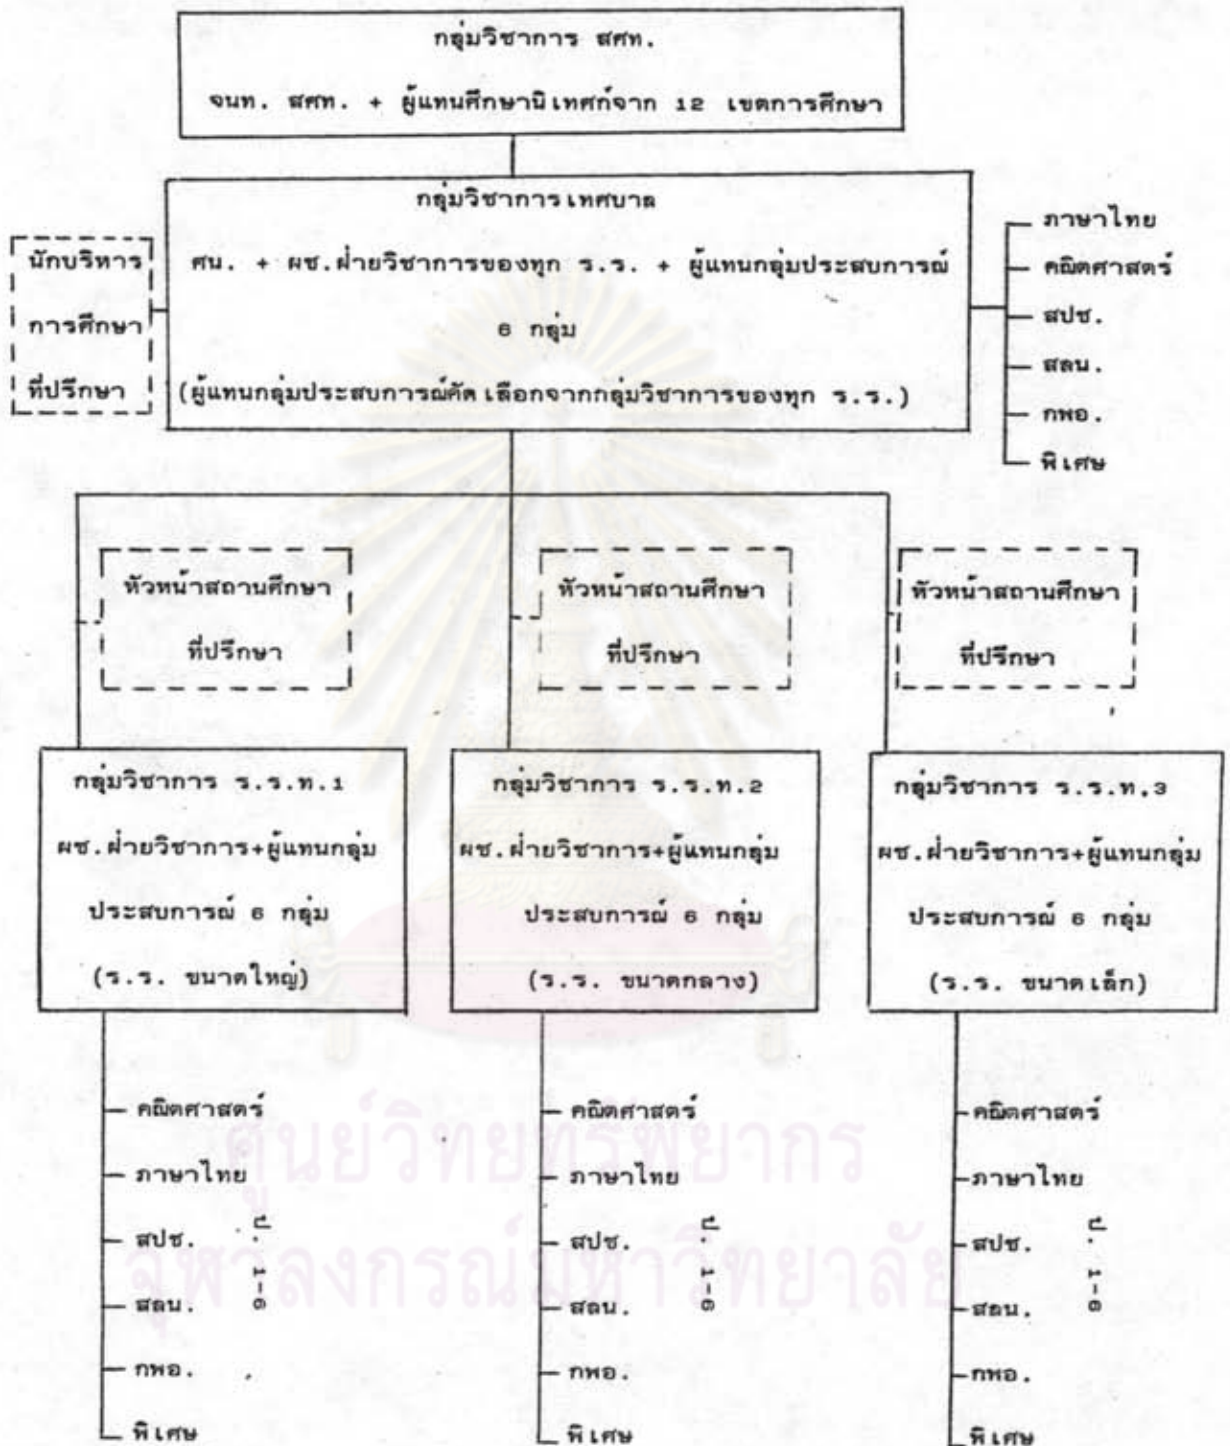 กลุ่มวิชาการ สศท.
จนท. สศท. + ผู้แทนศึกษานิเทศก์จาก 12 เขตการศึกษา
กลุ่มวิชาการเทศบาล
ศน. + ผช.ฝ่ายวิชาการของทุก ร.ร. + ผู้แทนกลุ่มประสบการณ์
6 กลุ่ม
(ผู้แทนกลุ่มประสบการณ์คัดเลือกจากกลุ่มวิชาการของทุก ร.ร.)
นักบริหาร
การศึกษา
ที่ปรึกษา
ภาษาไทย
คณิตศาสตร์
สปช.
สลน.
กพอ.
พิเศษ
หัวหน้าสถานศึกษา
ที่ปรึกษา
หัวหน้าสถานศึกษา
ที่ปรึกษา
หัวหน้าสถานศึกษา
ที่ปรึกษา
กลุ่มวิชาการ ร.ร.ท.1
ผช.ฝ่ายวิชาการ+ผู้แทนกลุ่ม
ประสบการณ์ 6 กลุ่ม
(ร.ร. ขนาดใหญ่)
กลุ่มวิชาการ ร.ร.ท.2
ผช.ฝ่ายวิชาการ+ผู้แทนกลุ่ม
ประสบการณ์ 6 กลุ่ม
(ร.ร. ขนาดกลาง)
กลุ่มวิชาการ ร.ร.ท.3
ผช.ฝ่ายวิชาการ+ผู้แทนกลุ่ม
ประสบการณ์ 6 กลุ่ม
(ร.ร. ขนาดเล็ก)
คณิตศาสตร์
ภาษาไทย
สปช.
สลน.
กพอ.
พิเศษ
ป. 1-6
คณิตศาสตร์
ภาษาไทย
สปช.
สลน.
กพอ.
พิเศษ
ป. 1-6
คณิตศาสตร์
ภาษาไทย
สปช.
สลน.
กพอ.
พิเศษ
ป. 1-6
ศูนย์วิทยทรัพยากร
จุฬาลงกรณ์มหาวิทยาลัย